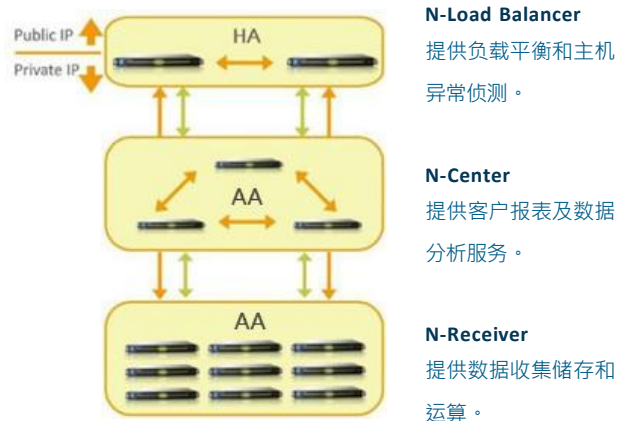 Public IP
Private IP
HA
AA
AA
N-Load Balancer
提供负载平衡和主机
异常侦测。
N-Center
提供客户报表及数据
分析服务。
N-Receiver
提供数据收集储存和
运算。